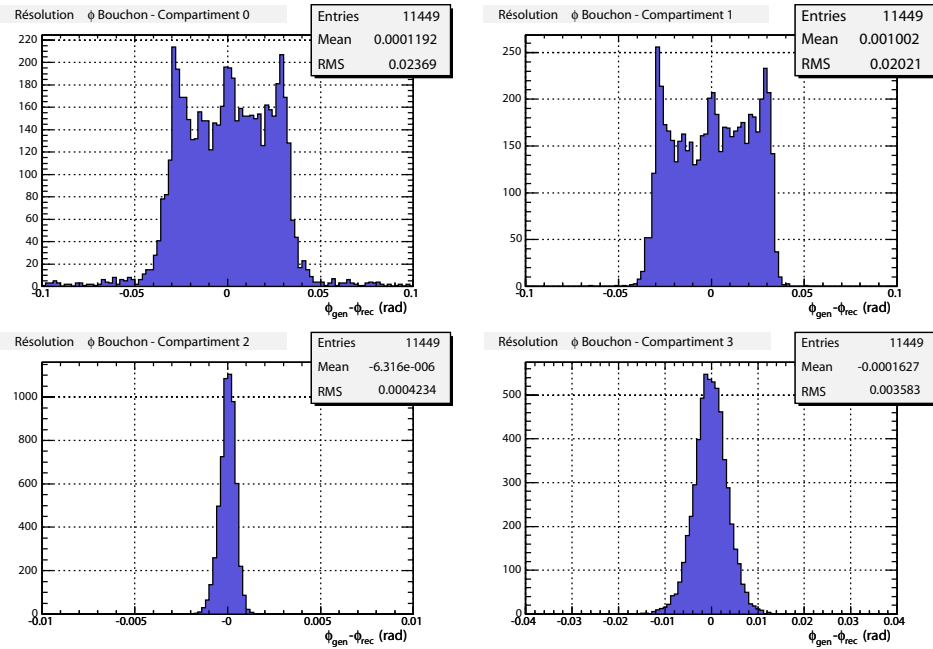 Résolution ϕ Bouchon - Compartiment 0
Entries 11449
Mean 0.0001192
RMS 0.02369
220
200
180
160
140
120
100
80
60
40
20
0
-0.1 -0.05 0 0.05 0.1
ϕgen-ϕrec (rad)
Résolution ϕ Bouchon - Compartiment 1
Entries 11449
Mean 0.001002
RMS 0.02021
250
200
150
100
50
0
-0.1 -0.05 0 0.05 0.1
ϕgen-ϕrec (rad)
Résolution ϕ Bouchon - Compartiment 2
Entries 11449
Mean -6.316e-006
RMS 0.0004234
1000
800
600
400
200
0
-0.01 -0.005 0 0.005 0.01
ϕgen-ϕrec (rad)
Résolution ϕ Bouchon - Compartiment 3
Entries 11449
Mean -0.0001627
RMS 0.003583
500
400
300
200
100
0
-0.04 -0.03 -0.02 -0.01 0 0.01 0.02 0.03 0.04
ϕgen-ϕrec (rad)